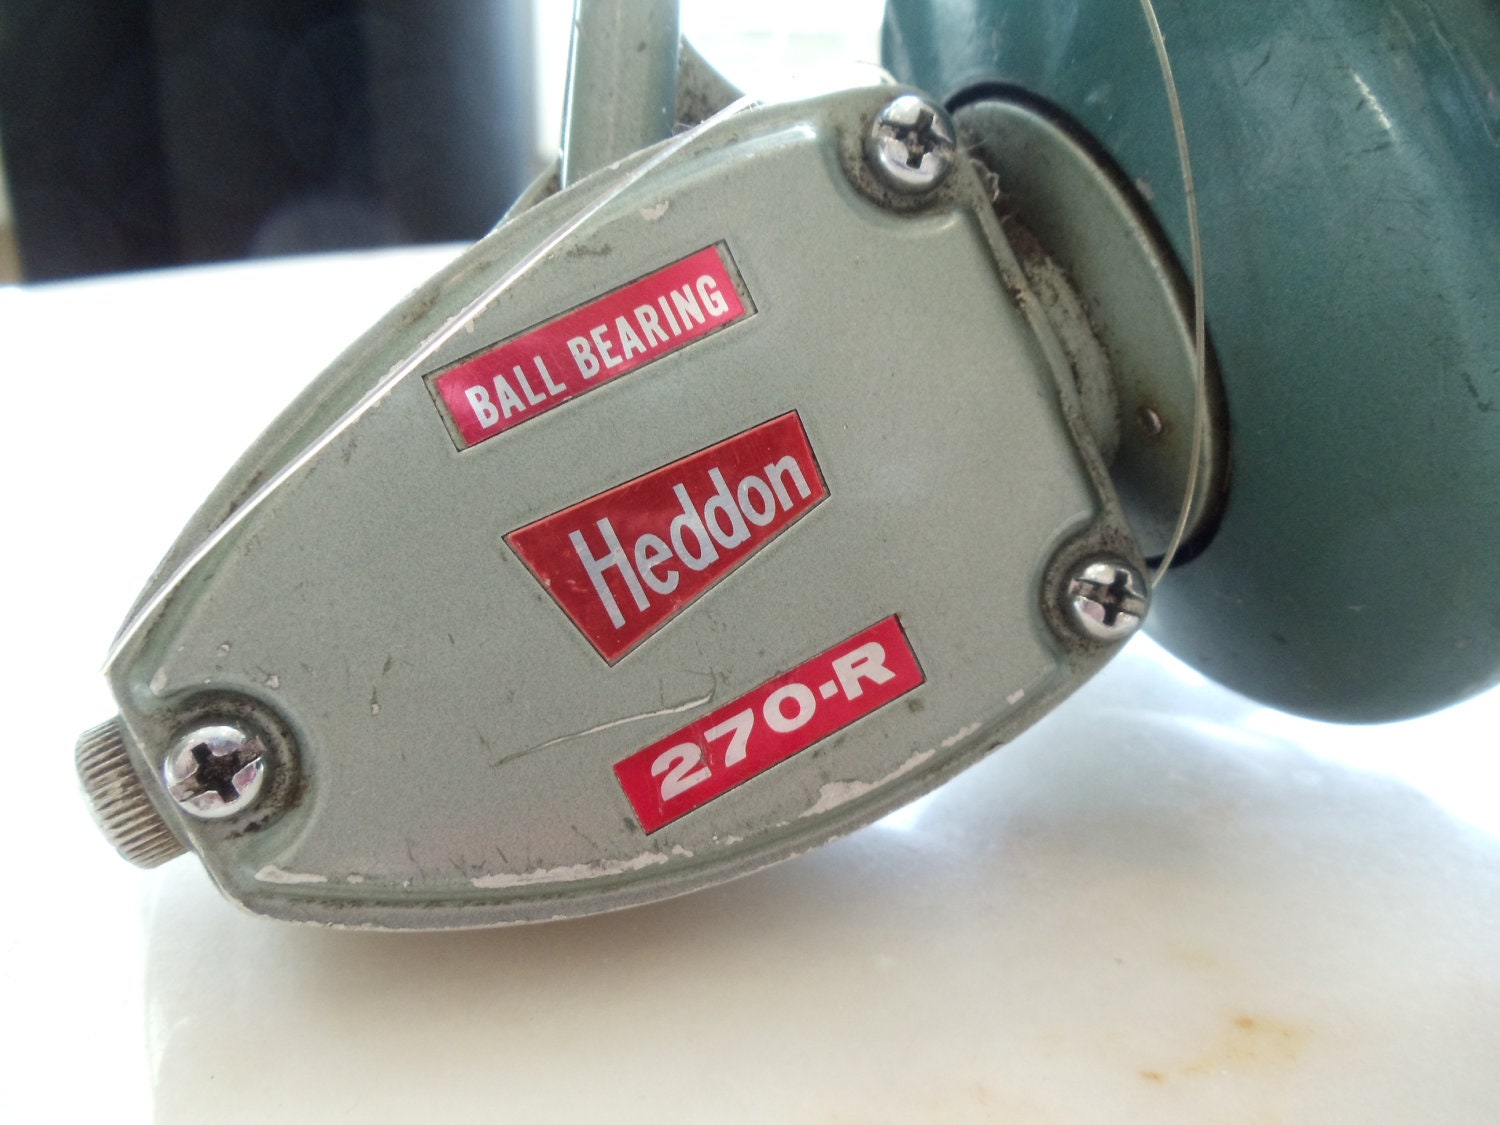 BALL BEARING
Heddon
270-R